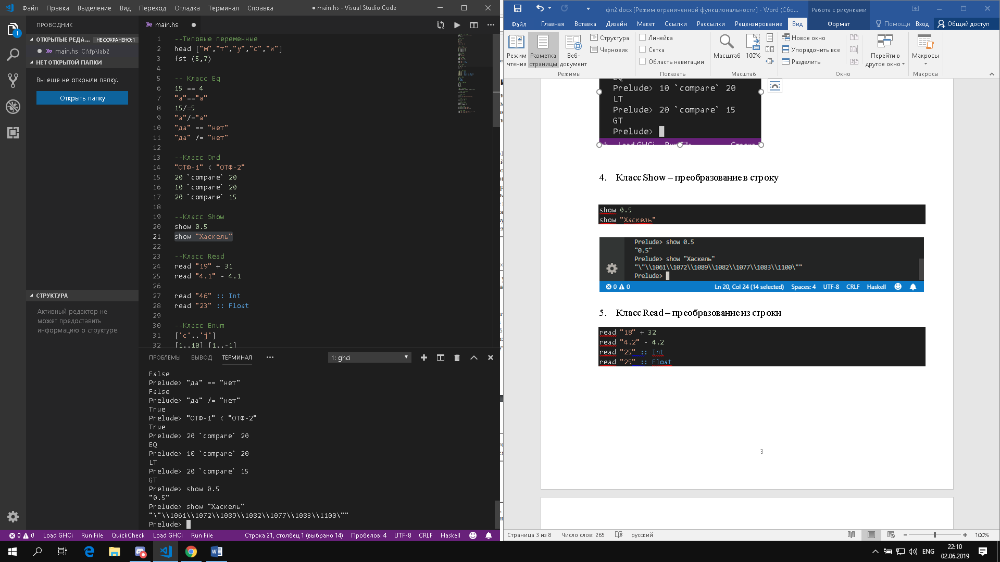 Файл Правка Выделение Вид Переход Отладка Терминал Справка ● main.hs - Visual Studio Code
ПРОВОДНИК
1
ОТКРЫТЫЕ РЕДА... НЕ СОХРАНЕНО: 1
main.hs C:\fp\lab2
НЕТ ОТКРЫТОЙ ПАПКИ
Вы еще не открыли папку.
Открыть папку
СТРУКТУРА
Активный редактор не
может предоставить
информацию о структуре.
main.hs ●
1 --Типовые переменные
2 head ["м","т","у","с","и"]
3 fst (5,7)
4
5 -- Класс Eq
6 15 == 4
7 "a"=="a"
8 15/=5
9 "a"/="a"
10 "да" == "нет"
11 "да" /= "нет"
12
13 --Класс Ord
14 "ОТФ-1" < "ОТФ-2"
15 20 `compare` 20
16 10 `compare` 20
17 20 `compare` 15
18
19 --Класс Show
20 show 0.5
21 show "Хаскель"
22
23 --Класс Read
24 read "19" + 31
25 read "4.1" - 4.1
26
27 read "46" :: Int
28 read "23" :: Float
29
30 --Класс Enum
31 ['c'..'j']
32 [1..10] [1..-1]
ПРОБЛЕМЫ ВЫВОД ТЕРМИНАЛ ••• 1: ghci
False
Prelude> "да" == "нет"
False
Prelude> "да" /= "нет"
True
Prelude> "ОТФ-1" < "ОТФ-2"
True
Prelude> 20 `compare` 20
EQ
Prelude> 10 `compare` 20
LT
Prelude> 20 `compare` 15
GT
Prelude> show 0.5
"0.5"
Prelude> show "Хаскель"
"\"\\1061\\1072\\1089\\1082\\1077\\1083\\1100\""
Prelude>
0 0 Load GHCi Run File QuickCheck Load GHCi Run File Строка 21, столбец 1 (выбрано 14) Пробелов: 4 UTF-8 CRLF Haskell
фп2.docx [Режим ограниченной функциональности] - Word (Сбо... Работа с рисунками
Файл Главная Вставка Дизайн Макет Ссылки Рассылки Рецензирование Вид Формат Помощн Вход Общий доступ
Режим чтения
Разметка страницы
Веб-документ
Структура
Черновик
Режимы
Линейка
Сетка
Область навигации
Показать
Масштаб
100
100%
Масштаб
Новое окно
Упорядочить все
Разделить
Перейти в другое окно
Окно
Макросы
Макросы
EQ
Prelude> 10 `compare` 20
LT
Prelude> 20 `compare` 15
GT
Prelude>
4. Класс Show – преобразование в строку
show 0.5
show "Хаскель"
Prelude> show 0.5
"0.5"
Prelude> show "Хаскель"
"\"\\1061\\1072\\1089\\1082\\1077\\1083\\1100\""
Prelude>
0 0 Ln 20, Col 24 (14 selected) Spaces: 4 UTF-8 CRLF Haskell
5. Класс Read – преобразование из строки
read "18" + 32
read "4.2" - 4.2
read "25" :: Int
read "25" :: Float
3
Страница 3 из 8 Число слов: 265 русский 100%
ENG 22:10
02.06.2019